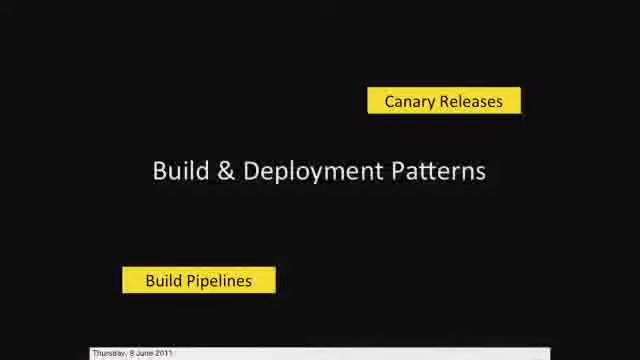 Canary Releases
Build & Deployment Patterns
Build Pipelines
Thursday, 9 June 2011